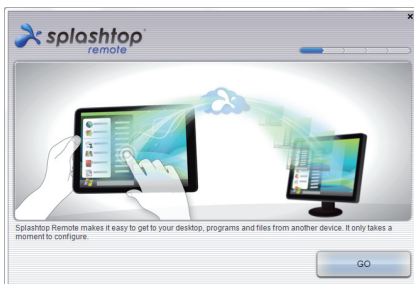 splashtop
remote
Splashtop Remote makes it easy to get to your desktop, programs and files from another device. It only takes a
moment to configure.
GO